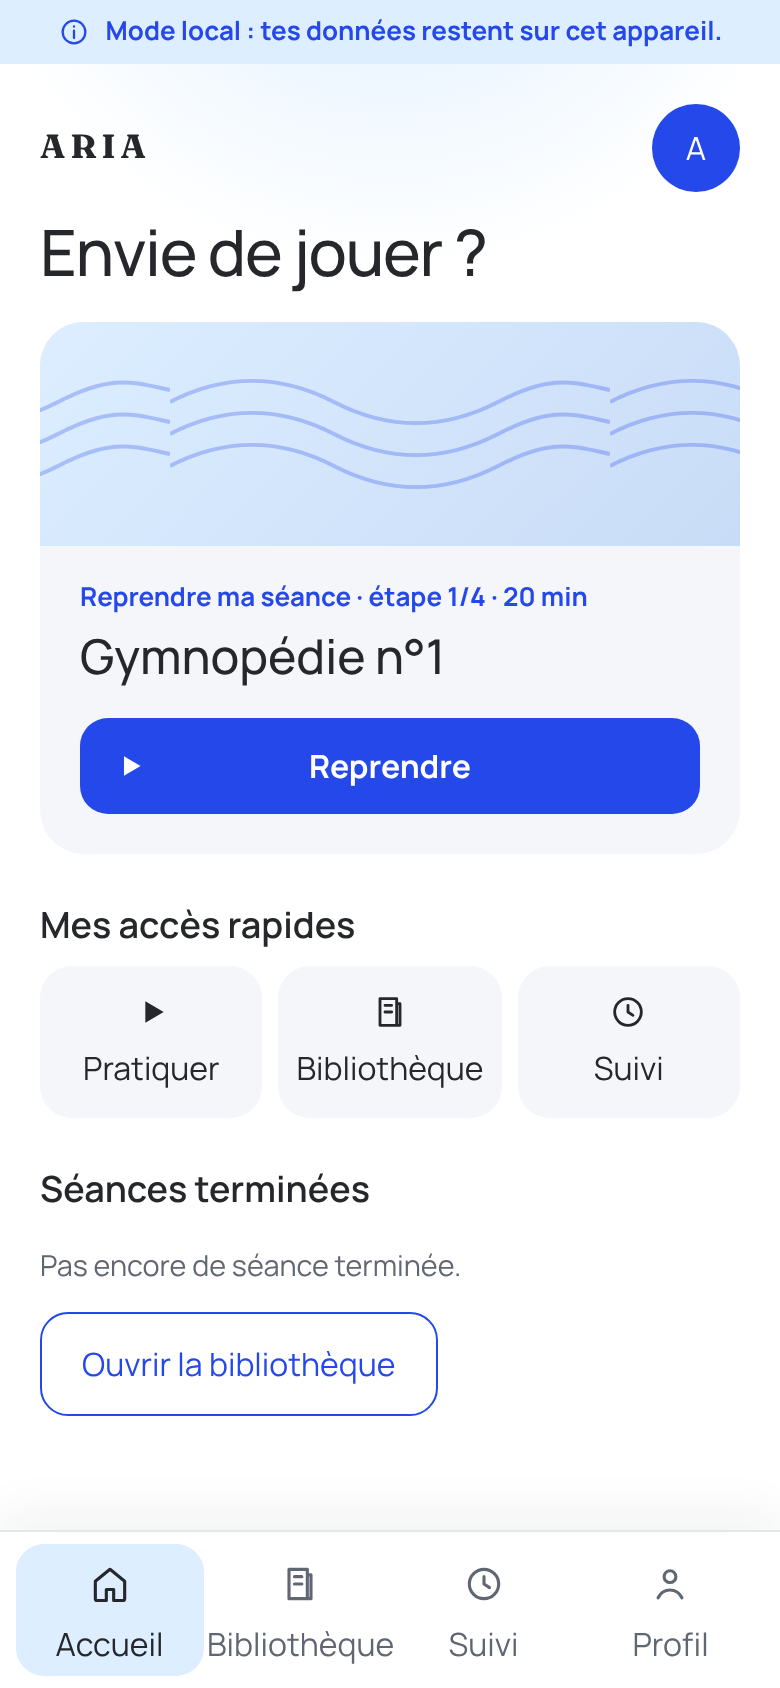 Mode local : tes données restent sur cet appareil.
ARIA
A
Envie de jouer ?
Reprendre ma séance · étape 1/4 · 20 min
Gymnopédie n°1
Reprendre
Mes accès rapides
Pratiquer
Bibliothèque
Suivi
Séances terminées
Pas encore de séance terminée.
Ouvrir la bibliothèque
Accueil
Bibliothèque
Suivi
Profil